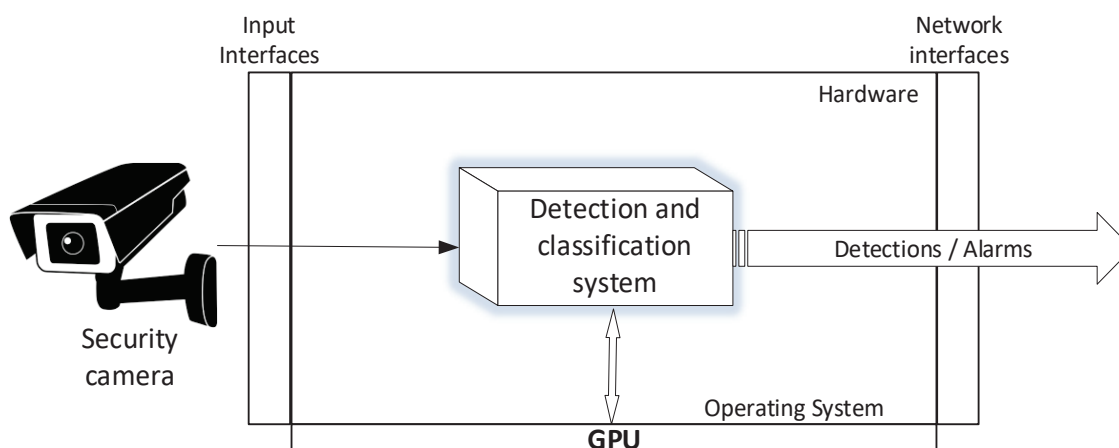 Input
Interfaces
Network
interfaces
Hardware
Detection and
classification
system
Detections / Alarms
Security
camera
Operating System
GPU